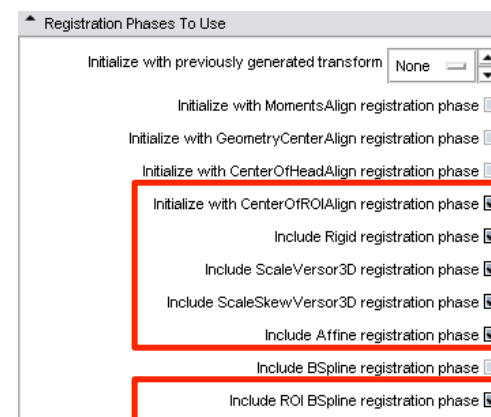 Registration Phases To Use
Initialize with previously generated transform None
Initialize with MomentsAlign registration phase
Initialize with GeometryCenterAlign registration phase
Initialize with CenterOfHeadAlign registration phase
Initialize with CenterOfROIAlign registration phase
Include Rigid registration phase
Include ScaleVersor3D registration phase
Include ScaleSkewVersor3D registration phase
Include Affine registration phase
Include BSpline registration phase
Include ROI BSpline registration phase